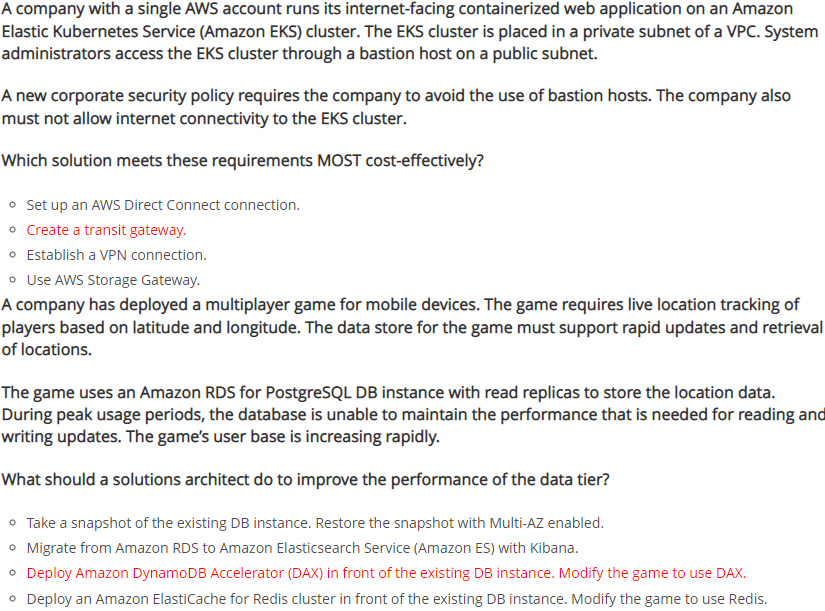 A company with a single AWS account runs its internet-facing containerized web application on an Amazon
Elastic Kubernetes Service (Amazon EKS) cluster. The EKS cluster is placed in a private subnet of a VPC. System
administrators access the EKS cluster through a bastion host on a public subnet.
A new corporate security policy requires the company to avoid the use of bastion hosts. The company also
must not allow internet connectivity to the EKS cluster.
Which solution meets these requirements MOST cost-effectively?
Set up an AWS Direct Connect connection.
Create a transit gateway.
Establish a VPN connection.
Use AWS Storage Gateway.
A company has deployed a multiplayer game for mobile devices. The game requires live location tracking of
players based on latitude and longitude. The data store for the game must support rapid updates and retrieval
of locations.
The game uses an Amazon RDS for PostgreSQL DB instance with read replicas to store the location data.
During peak usage periods, the database is unable to maintain the performance that is needed for reading and
writing updates. The game's user base is increasing rapidly.
What should a solutions architect do to improve the performance of the data tier?
Take a snapshot of the existing DB instance. Restore the snapshot with Multi-AZ enabled.
Migrate from Amazon RDS to Amazon Elasticsearch Service (Amazon ES) with Kibana.
Deploy Amazon DynamoDB Accelerator (DAX) in front of the existing DB instance. Modify the game to use DAX.
Deploy an Amazon ElastiCache for Redis cluster in front of the existing DB instance. Modify the game to use Redis.